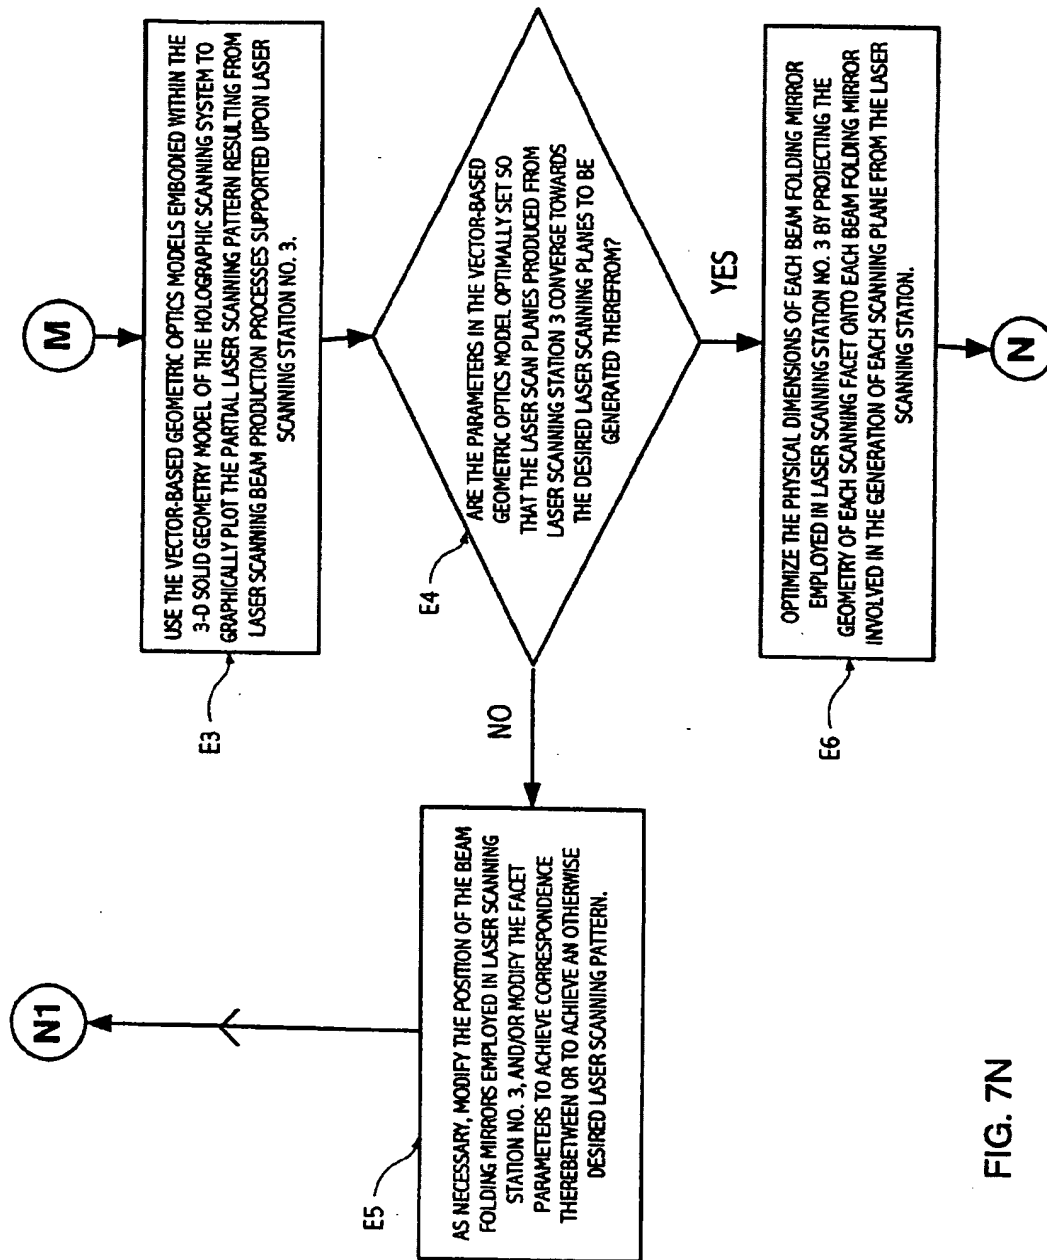 M
USE THE VECTOR-BASED GEOMETRIC OPTICS MODELS EMBODIED WITHIN THE
3-D SOLID GEOMETRY MODEL OF THE HOLOGRAPHIC SCANNING SYSTEM TO
GRAPHICALLY PLOT THE PARTIAL LASER SCANNING PATTERN RESULTING FROM
LASER SCANNING BEAM PRODUCTION PROCESSES SUPPORTED UPON LASER
SCANNING STATION NO. 3.
E3
ARE THE PARAMETERS IN THE VECTOR-BASED
GEOMETRIC OPTICS MODEL OPTIMALLY SET SO
THAT THE LASER SCAN PLANES PRODUCED FROM
LASER SCANNING STATION 3 CONVERGE TOWARDS
THE DESIRED LASER SCANNING PLANES TO BE
GENERATED THEREFROM?
E4
NO
YES
N1
AS NECESSARY, MODIFY THE POSITION OF THE BEAM
FOLDING MIRRORS EMPLOYED IN LASER SCANNING
STATION NO. 3, AND/OR MODIFY THE FACET
PARAMETERS TO ACHIEVE CORRESPONDENCE
THEREBETWEEN OR TO ACHIEVE AN OTHERWISE
DESIRED LASER SCANNING PATTERN.
E5
OPTIMIZE THE PHYSICAL DIMENSIONS OF EACH BEAM FOLDING MIRROR
EMPLOYED IN LASER SCANNING STATION NO. 3 BY PROJECTING THE
GEOMETRY OF EACH SCANNING FACET ONTO EACH BEAM FOLDING MIRROR
INVOLVED IN THE GENERATION OF EACH SCANNING PLANE FROM THE LASER
SCANNING STATION.
E6
N
FIG. 7N